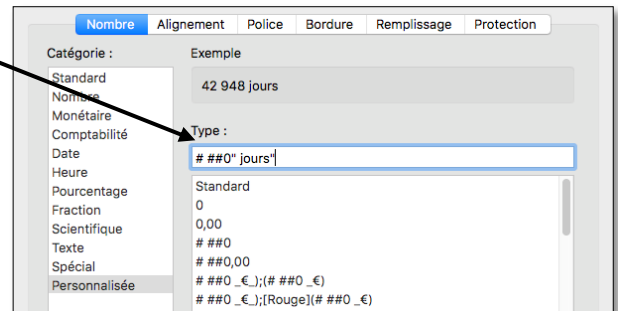 Nombre Alignement Police Bordure Remplissage Protection
Catégorie :
Standard
Nombre
Monétaire
Comptabilité
Date
Heure
Pourcentage
Fraction
Scientifique
Texte
Spécial
Personnalisée
Exemple
42 948 jours
Type :
# ##0" jours"
Standard
0
0,00
# ##0
# ##0,00
# ##0 _€_);(# ##0 _€)
# ##0 _€_);[Rouge](# ##0 _€)